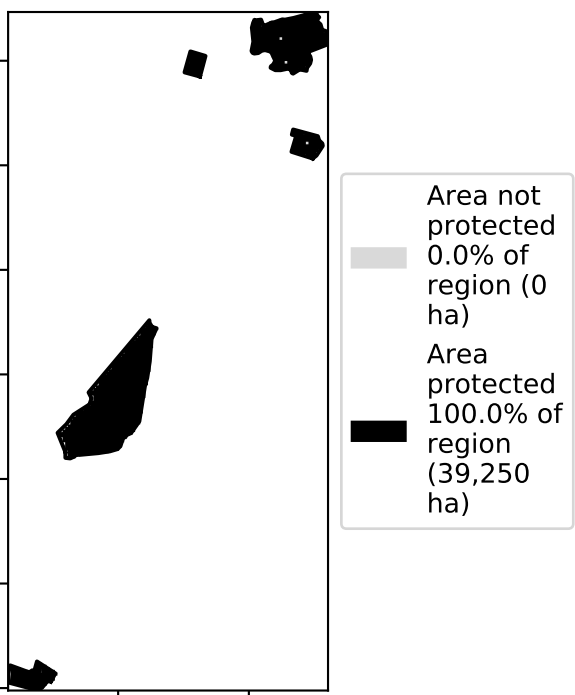 Area not
protected
0.0% of
region (0
ha)
Area
protected
100.0% of
region
(39,250
ha)